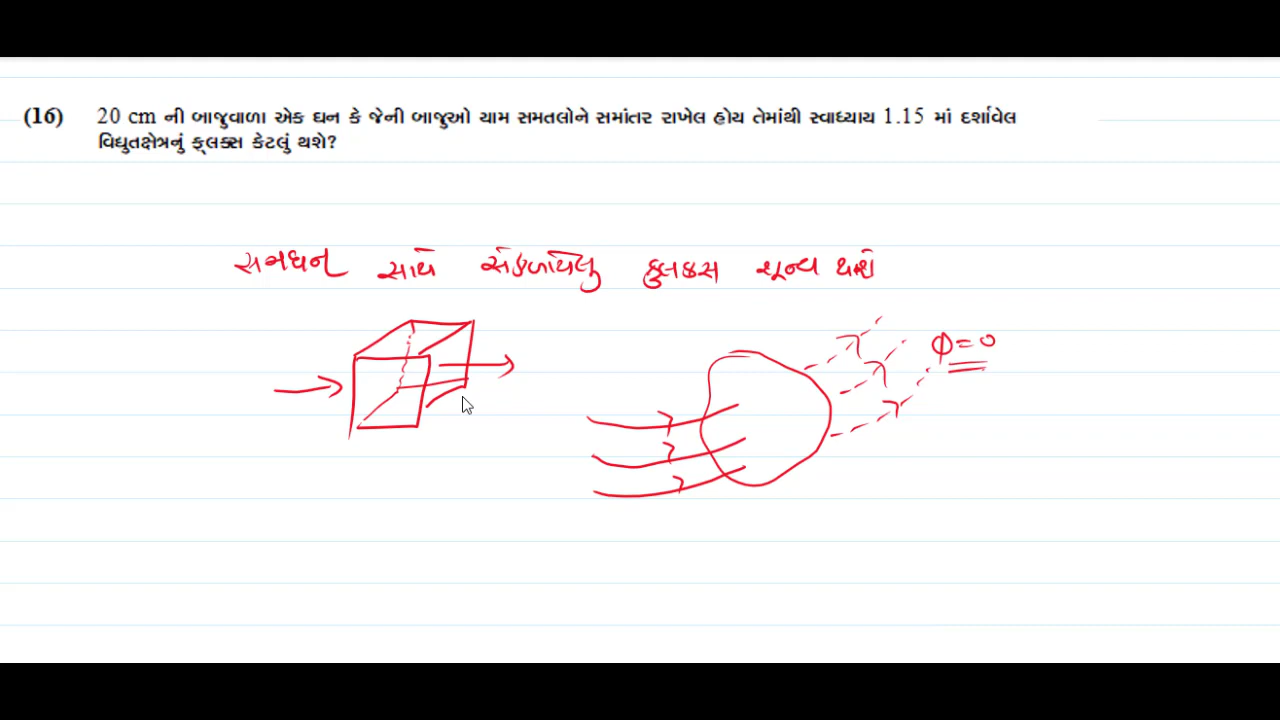 (16) 20 cm ની બાજુવાળા એક ઘન કે જેની બાજુઓ યામ સમતલોને સમાંતર રાખેલ હોય તેમાંથી સ્વાધ્યાય 1.15 માં દર્શાવેલ
વિદ્યુતક્ષેત્રનું ફ્લક્સ કેટલું થશે?
સમઘન સાથે સંકળાયેલુ ફ્લક્સ શૂન્ય થશે
ϕ = 0